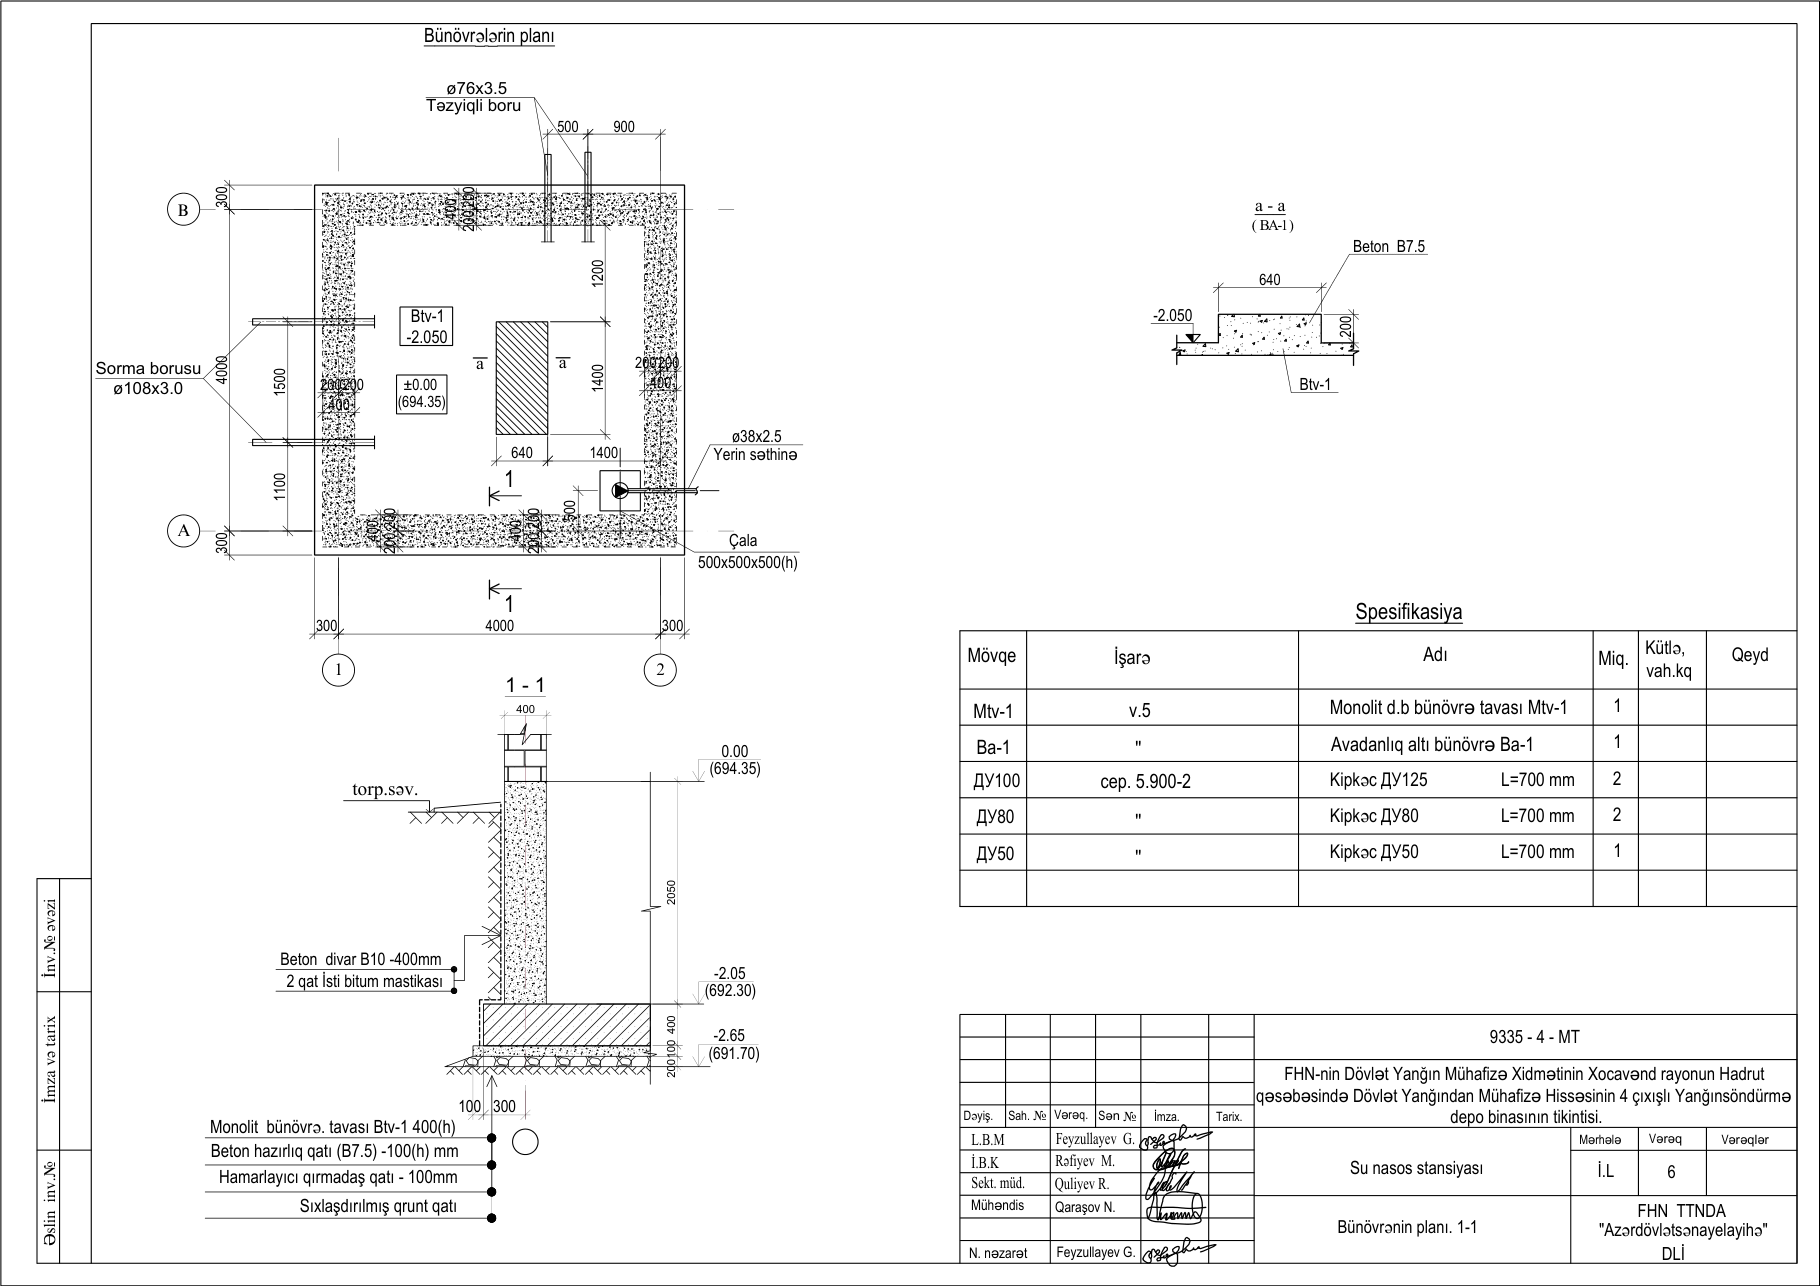 Bünövrələrin planı
ø76x3.5
Təzyiqli boru
500
900
300
B
400
200
200
1200
a - a
( BA-1 )
Beton B7.5
640
-2.050
200
Btv-1
Btv-1
-2.050
Sorma borusu
ø108x3.0
4000
1500
200
200
400
±0.00
(694.35)
a
a
1400
200
200
400
640
1400
ø38x2.5
Yerin səthinə
1
1100
500
A
300
400
200
200
400
200
200
Çala
500x500x500(h)
1
300
4000
300
1
2
1 - 1
400
0.00
(694.35)
torp.səv.
2050
Beton divar B10 -400mm
2 qat İsti bitum mastikası
-2.05
(692.30)
400
-2.65
(691.70)
100
200
100
300
Monolit bünövrə. tavası Btv-1 400(h)
Beton hazırlıq qatı (B7.5) -100(h) mm
Hamarlayıcı qırmadaş qatı - 100mm
Sıxlaşdırılmış qrunt qatı
Spesifikasiya
Mövqe İşarə Adı Miq. Kütlə, vah.kq Qeyd
Mtv-1 v.5 Monolit d.b bünövrə tavası Mtv-1 1
Ba-1 " Avadanlıq altı bünövrə Ba-1 1
ДУ100 cep. 5.900-2 Kipkəc ДУ125 L=700 mm 2
ДУ80 " Kipkəc ДУ80 L=700 mm 2
ДУ50 " Kipkəc ДУ50 L=700 mm 1
İnv.№ əvəzi
İmza və tarix
Əslin inv.№
9335 - 4 - MT
FHN-nin Dövlət Yanğın Mühafizə Xidmətinin Xocavənd rayonun Hadrut
qəsəbəsində Dövlət Yanğından Mühafizə Hissəsinin 4 çıxışlı Yanğınsöndürmə
depo binasının tikintisi.
Dəyiş. Sah. № Vərəq. Sən № İmza. Tarix.
L.B.M Feyzullayev G.
İ.B.K Rəfiyev M.
Sekt. müd. Quliyev R.
Mühəndis Qaraşov N.
N. nəzarət Feyzullayev G.
Su nasos stansiyası
Mərhələ Vərəq Vərəqlər
İ.L 6
Bünövrənin planı. 1-1
FHN TTNDA
"Azərdövlətsənayelayihə"
DLİ